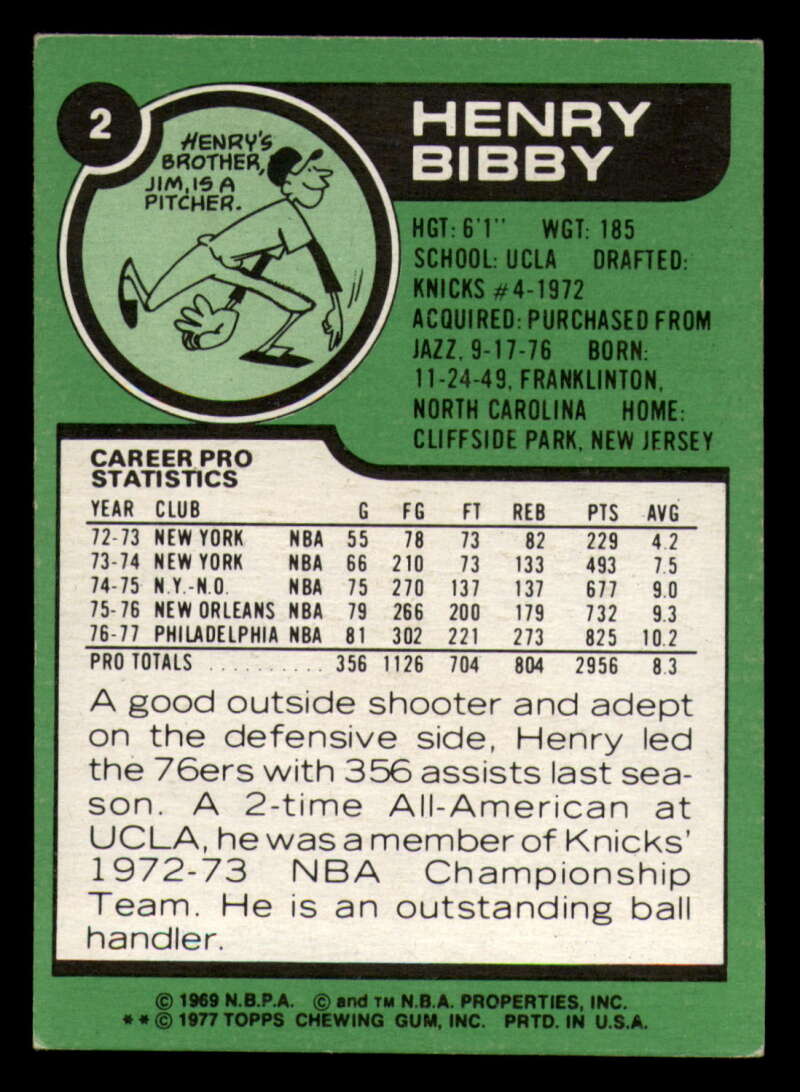 2
HENRY'S
BROTHER,
JIM, IS A
PITCHER.
HENRY
BIBBY
HGT: 6'1" WGT: 185
SCHOOL: UCLA DRAFTED:
KNICKS #4-1972
ACQUIRED: PURCHASED FROM
JAZZ, 9-17-76 BORN:
11-24-49, FRANKLINTON,
NORTH CAROLINA HOME:
CLIFFSIDE PARK, NEW JERSEY
CAREER PRO
STATISTICS
YEAR CLUB G FG FT REB PTS AVG
72-73 NEW YORK NBA 55 78 73 82 229 4.2
73-74 NEW YORK NBA 66 210 73 133 493 7.5
74-75 N.Y.-N.O. NBA 75 270 137 137 677 9.0
75-76 NEW ORLEANS NBA 79 266 200 179 732 9.3
76-77 PHILADELPHIA NBA 81 302 221 273 825 10.2
PRO TOTALS .......... 356 1126 704 804 2956 8.3
A good outside shooter and adept
on the defensive side, Henry led
the 76ers with 356 assists last sea-
son. A 2-time All-American at
UCLA, he was a member of Knicks'
1972-73 NBA Championship
Team. He is an outstanding ball
handler.
© 1969 N.B.P.A. © and TM N.B.A. PROPERTIES, INC.
**© 1977 TOPPS CHEWING GUM, INC. PRTD. IN U.S.A.